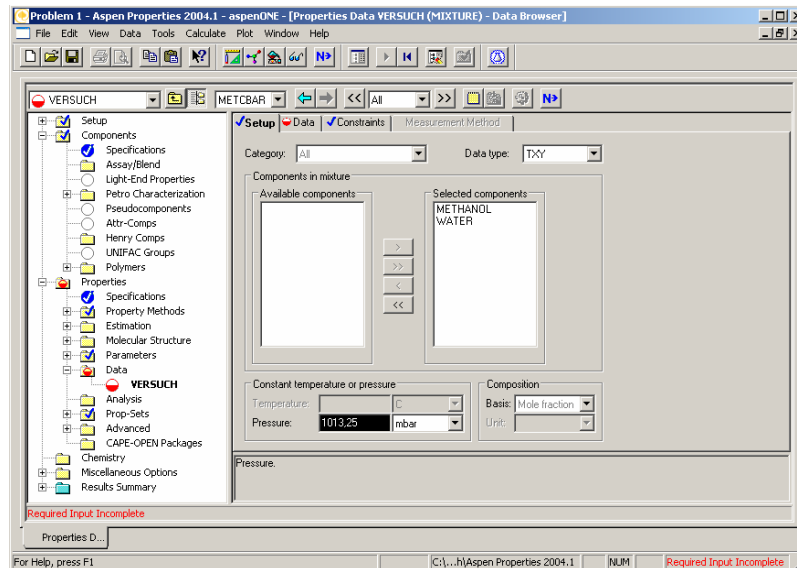 Problem 1 - Aspen Properties 2004.1 - aspenONE - [Properties Data VERSUCH (MIXTURE) - Data Browser]
File Edit View Data Tools Calculate Plot Window Help
N>
VERSUCH METCBAR << All >> N>
Setup
Components
Specifications
Assay/Blend
Light-End Properties
Petro Characterization
Pseudocomponents
Attr-Comps
Henry Comps
UNIFAC Groups
Polymers
Properties
Specifications
Property Methods
Estimation
Molecular Structure
Parameters
Data
VERSUCH
Analysis
Prop-Sets
Advanced
CAPE-OPEN Packages
Chemistry
Miscellaneous Options
Results Summary
Setup Data Constraints Measurement Method
Category: All Data type: TXY
Components in mixture
Available components Selected components
METHANOL
WATER
>
>>
<
<<
Constant temperature or pressure Composition
Temperature: C Basis: Mole fraction
Pressure: 1013,25 mbar Unit:
Pressure.
Required Input Incomplete
Properties D...
For Help, press F1 C:\...h\Aspen Properties 2004.1 NUM Required Input Incomplete